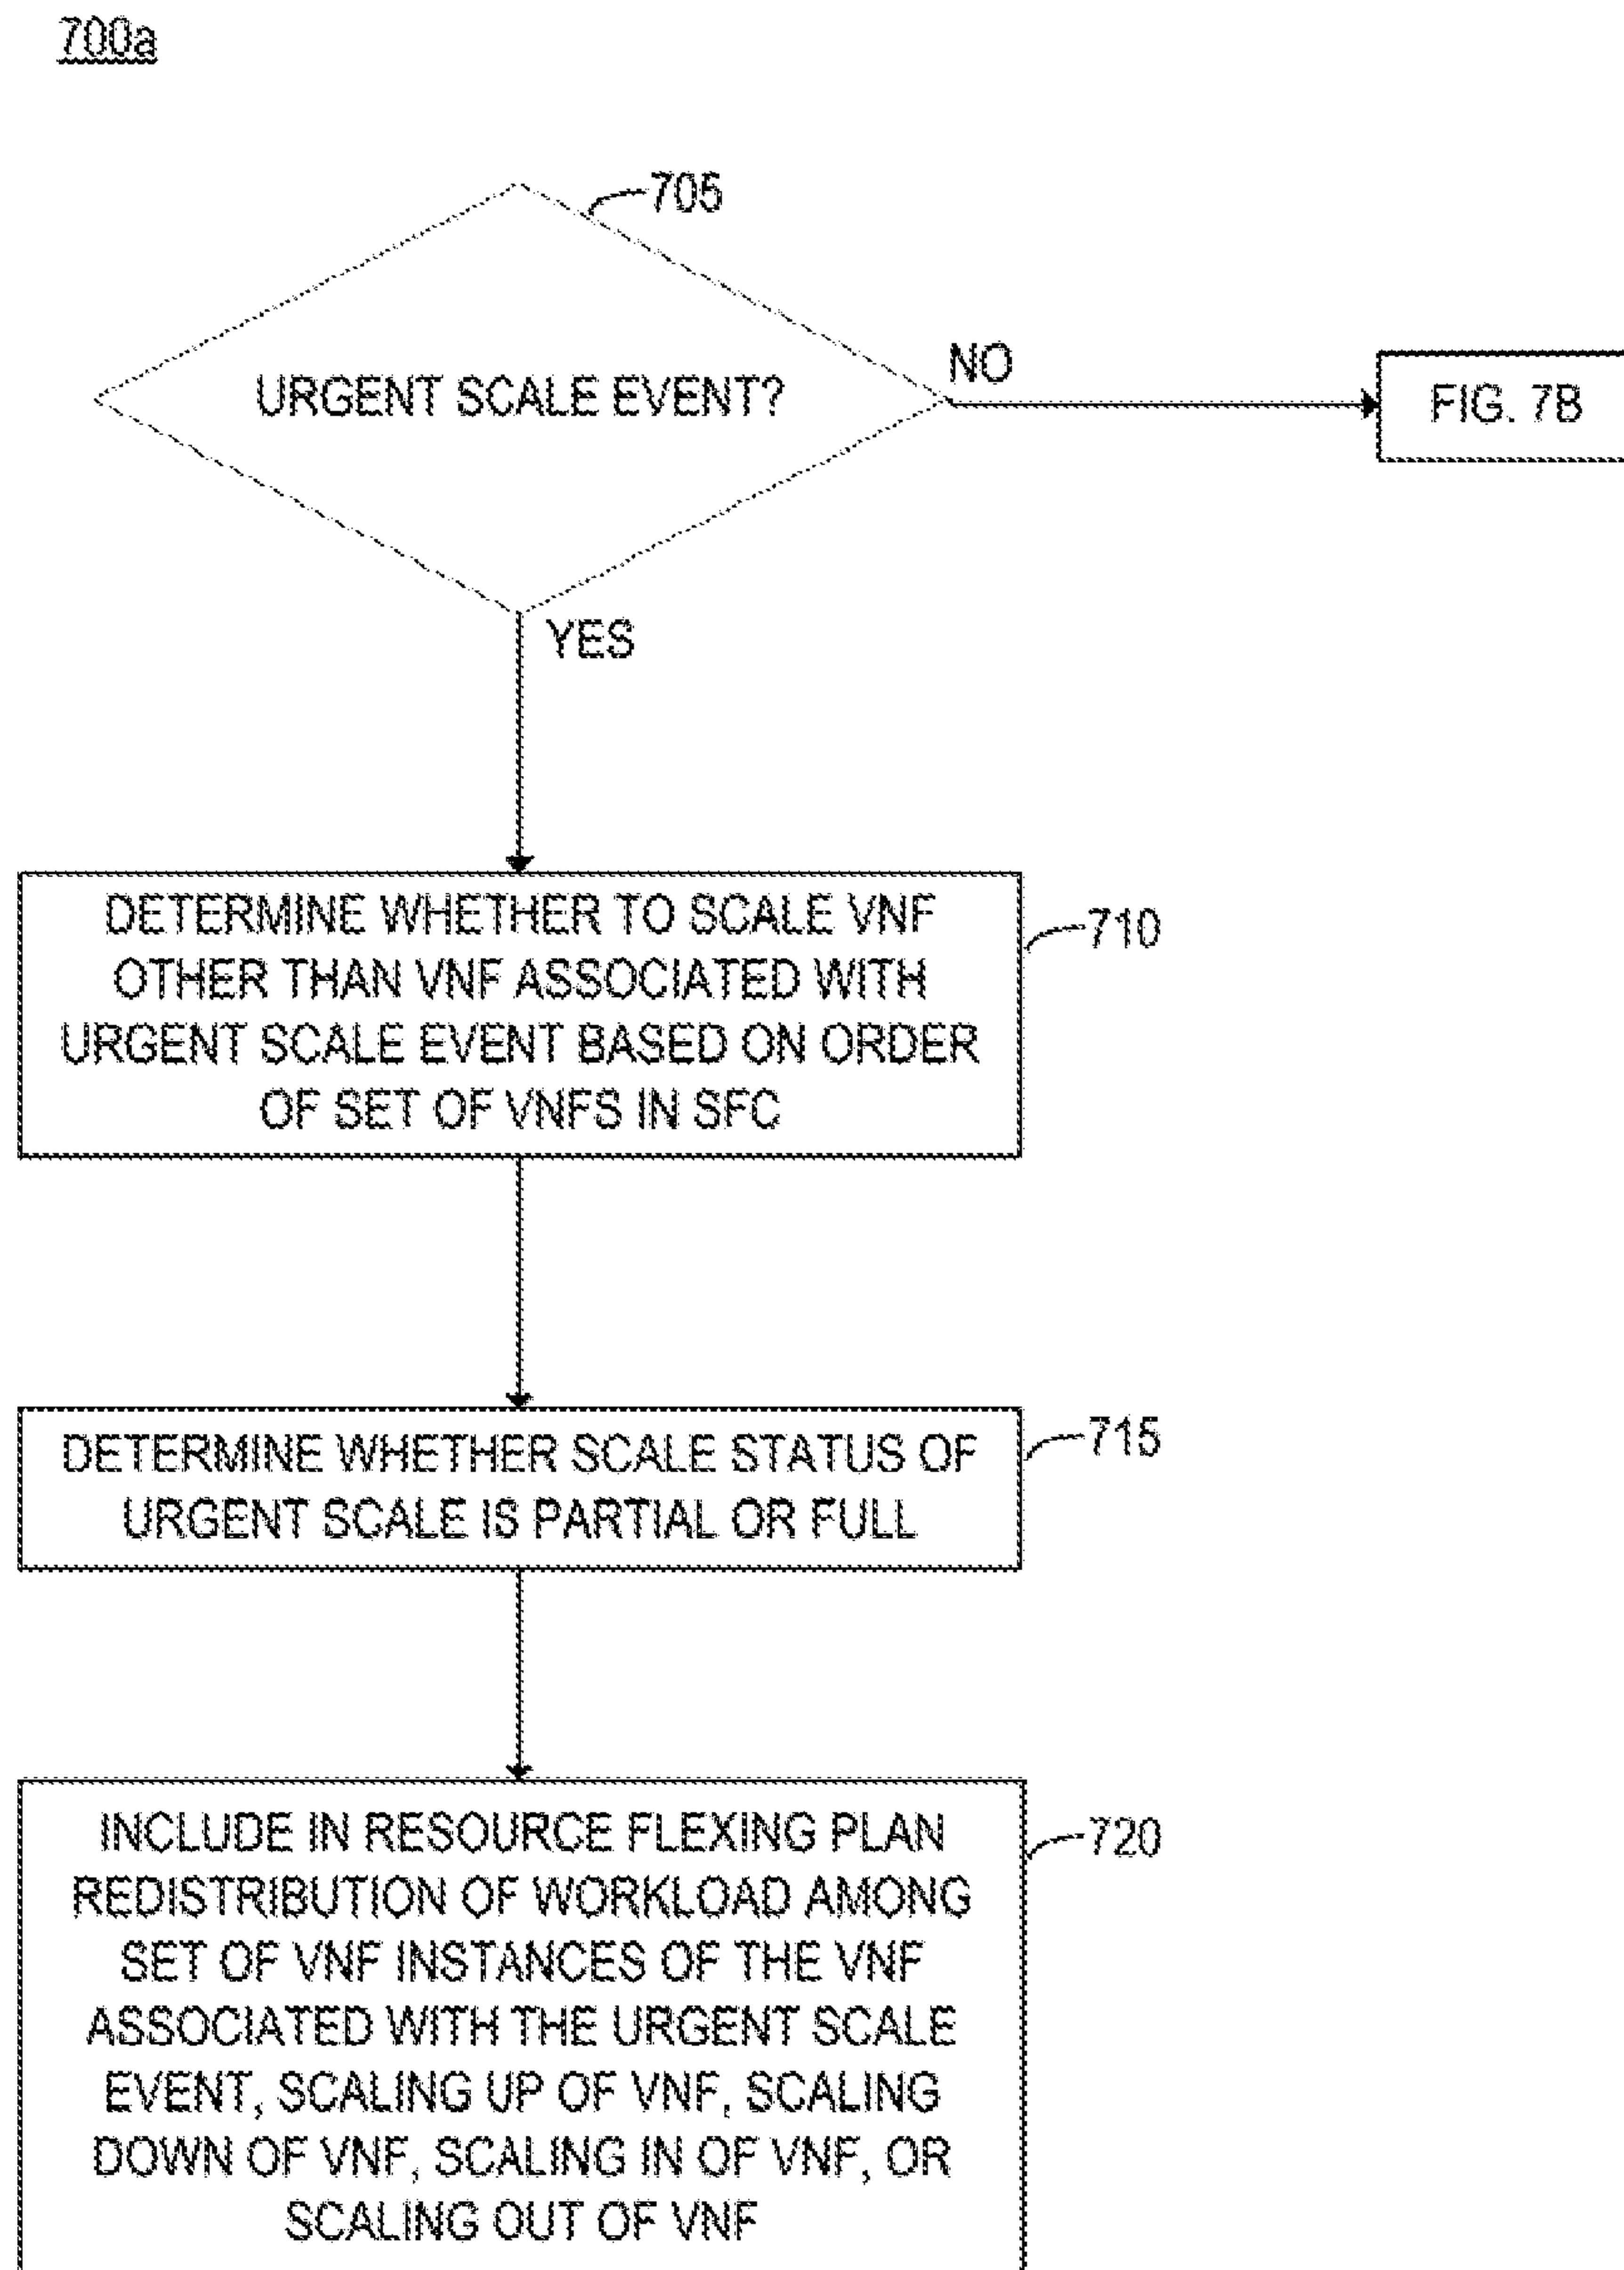 700a
705
URGENT SCALE EVENT?
NO
FIG. 7B
YES
DETERMINE WHETHER TO SCALE VNF
OTHER THAN VNF ASSOCIATED WITH
URGENT SCALE EVENT BASED ON ORDER
OF SET OF VNFS IN SFC
710
DETERMINE WHETHER SCALE STATUS OF
URGENT SCALE IS PARTIAL OR FULL
715
INCLUDE IN RESOURCE FLEXING PLAN
REDISTRIBUTION OF WORKLOAD AMONG
SET OF VNF INSTANCES OF THE VNF
ASSOCIATED WITH THE URGENT SCALE
EVENT, SCALING UP OF VNF, SCALING
DOWN OF VNF, SCALING IN OF VNF, OR
SCALING OUT OF VNF
720